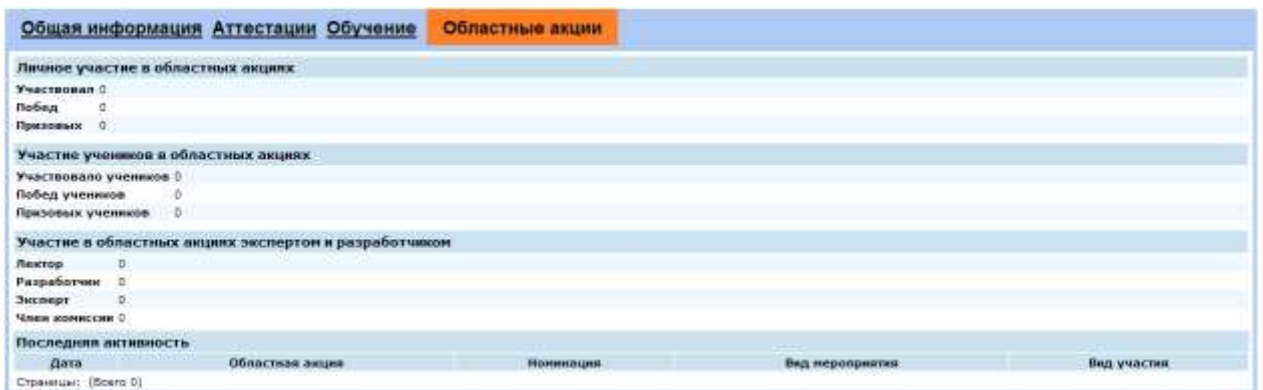 Общая информация Аттестации Обучение Областные акции
Личное участие в областных акциях
Участвовал 0
Побед 0
Призовых 0
Участие учеников в областных акциях
Участвовало учеников 0
Побед учеников 0
Призовых учеников 0
Участие в областных акциях экспертом и разработчиком
Лектор 0
Разработчик 0
Эксперт 0
Член комиссии 0
Последняя активность
Дата Областная акция Номинация Вид мероприятия Вид участия
Страницы: (Всего 0)